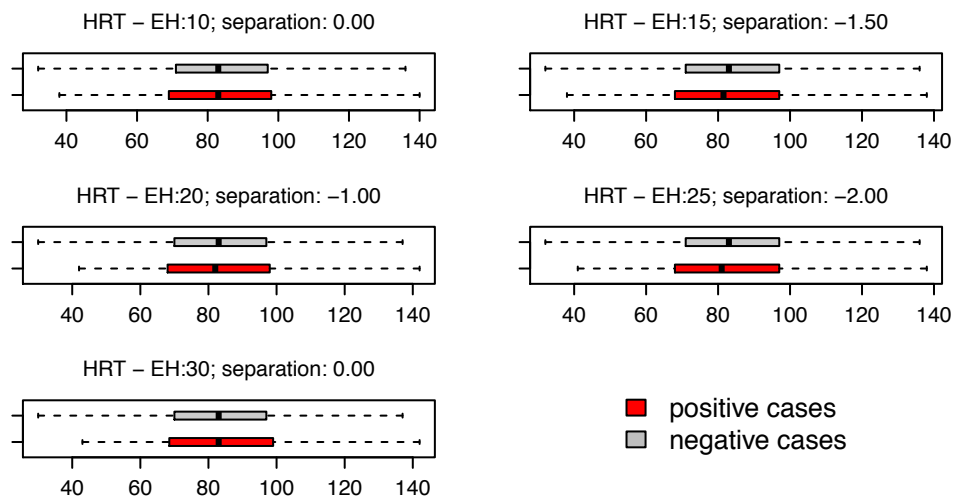 HRT − EH:10; separation: 0.00
40 60 80 100 120 140
HRT − EH:15; separation: −1.50
40 60 80 100 120 140
HRT − EH:20; separation: −1.00
40 60 80 100 120 140
HRT − EH:25; separation: −2.00
40 60 80 100 120 140
HRT − EH:30; separation: 0.00
40 60 80 100 120 140
positive cases
negative cases